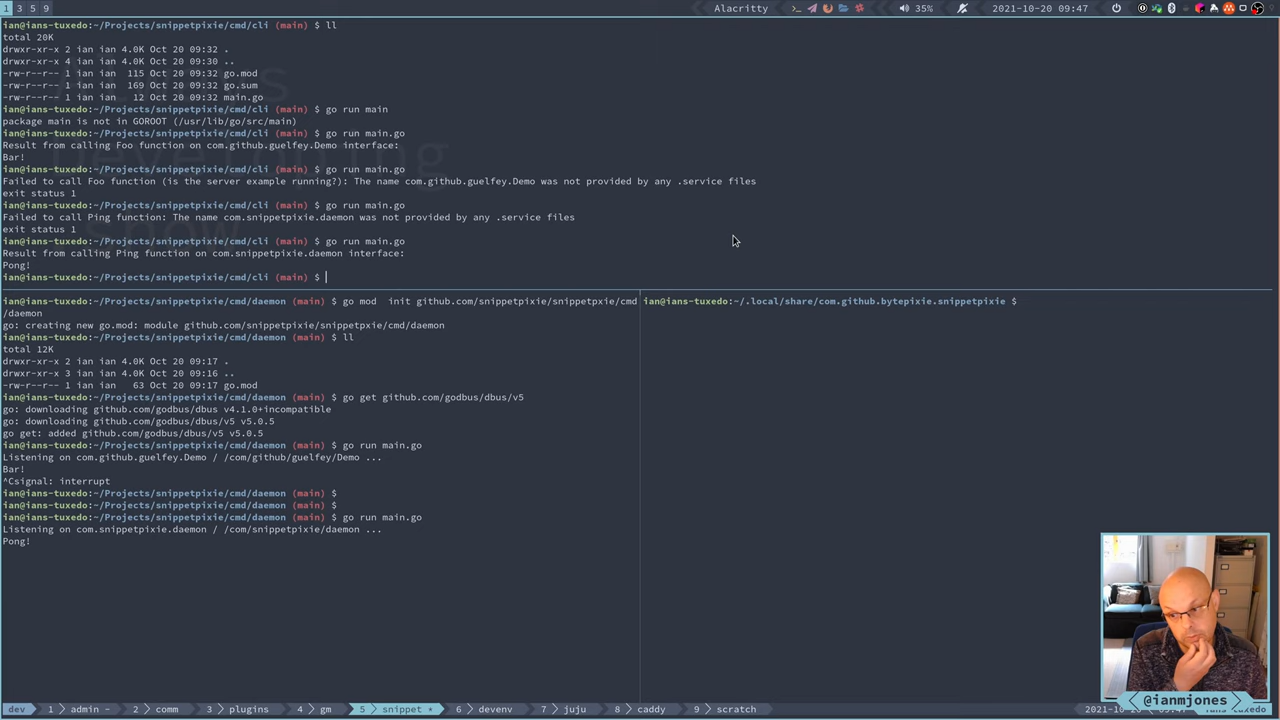 1 3 5 9
Alacritty
35%
2021-10-20 09:47
ian@ians-tuxedo:~/Projects/snippetpixie/cmd/cli (main) $ ll
total 20K
drwxr-xr-x 2 ian ian 4.0K Oct 20 09:32 .
drwxr-xr-x 4 ian ian 4.0K Oct 20 09:30 ..
-rw-r--r-- 1 ian ian  115 Oct 20 09:32 go.mod
-rw-r--r-- 1 ian ian  169 Oct 20 09:32 go.sum
-rw-r--r-- 1 ian ian   12 Oct 20 09:32 main.go
ian@ians-tuxedo:~/Projects/snippetpixie/cmd/cli (main) $ go run main
package main is not in GOROOT (/usr/lib/go/src/main)
ian@ians-tuxedo:~/Projects/snippetpixie/cmd/cli (main) $ go run main.go
Result from calling Foo function on com.github.guelfey.Demo interface:
Bar!
ian@ians-tuxedo:~/Projects/snippetpixie/cmd/cli (main) $ go run main.go
Failed to call Foo function (is the server example running?): The name com.github.guelfey.Demo was not provided by any .service files
exit status 1
ian@ians-tuxedo:~/Projects/snippetpixie/cmd/cli (main) $ go run main.go
Failed to call Ping function: The name com.snippetpixie.daemon was not provided by any .service files
exit status 1
ian@ians-tuxedo:~/Projects/snippetpixie/cmd/cli (main) $ go run main.go
Result from calling Ping function on com.snippetpixie.daemon interface:
Pong!
ian@ians-tuxedo:~/Projects/snippetpixie/cmd/cli (main) $
ian@ians-tuxedo:~/Projects/snippetpixie/cmd/daemon (main) $ go mod  init github.com/snippetpixie/snippetpxie/cmd
/daemon
go: creating new go.mod: module github.com/snippetpixie/snippetpxie/cmd/daemon
ian@ians-tuxedo:~/Projects/snippetpixie/cmd/daemon (main) $ ll
total 12K
drwxr-xr-x 2 ian ian 4.0K Oct 20 09:17 .
drwxr-xr-x 3 ian ian 4.0K Oct 20 09:16 ..
-rw-r--r-- 1 ian ian   63 Oct 20 09:17 go.mod
ian@ians-tuxedo:~/Projects/snippetpixie/cmd/daemon (main) $ go get github.com/godbus/dbus/v5
go: downloading github.com/godbus/dbus v4.1.0+incompatible
go: downloading github.com/godbus/dbus/v5 v5.0.5
go get: added github.com/godbus/dbus/v5 v5.0.5
ian@ians-tuxedo:~/Projects/snippetpixie/cmd/daemon (main) $ go run main.go
Listening on com.github.guelfey.Demo / /com/github/guelfey/Demo ...
Bar!
^Csignal: interrupt
ian@ians-tuxedo:~/Projects/snippetpixie/cmd/daemon (main) $
ian@ians-tuxedo:~/Projects/snippetpixie/cmd/daemon (main) $
ian@ians-tuxedo:~/Projects/snippetpixie/cmd/daemon (main) $ go run main.go
Listening on com.snippetpixie.daemon / /com/snippetpixie/daemon ...
Pong!
ian@ians-tuxedo:~/.local/share/com.github.bytepixie.snippetpixie $
@ianmjones
dev 1 admin - 2 comm 3 plugins 4 gm 5 snippet * 6 devenv 7 juju 8 caddy 9 scratch